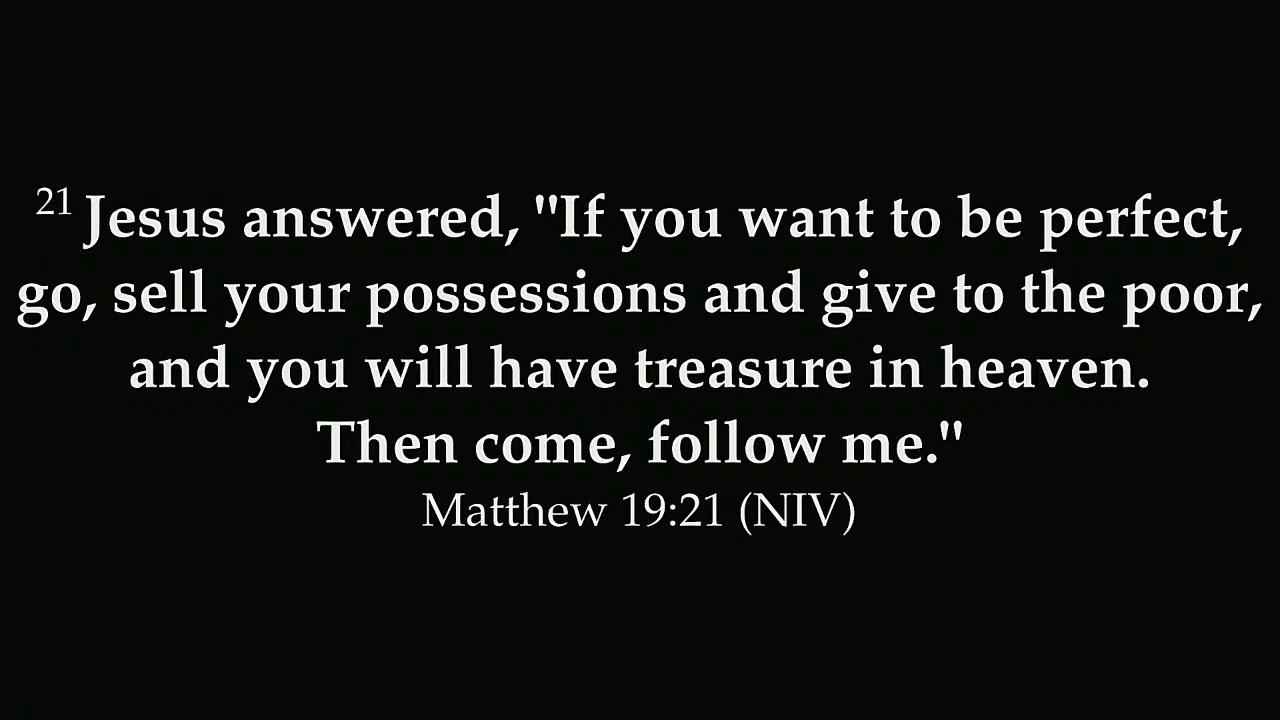 21 Jesus answered, "If you want to be perfect,
go, sell your possessions and give to the poor,
and you will have treasure in heaven.
Then come, follow me."
Matthew 19:21 (NIV)